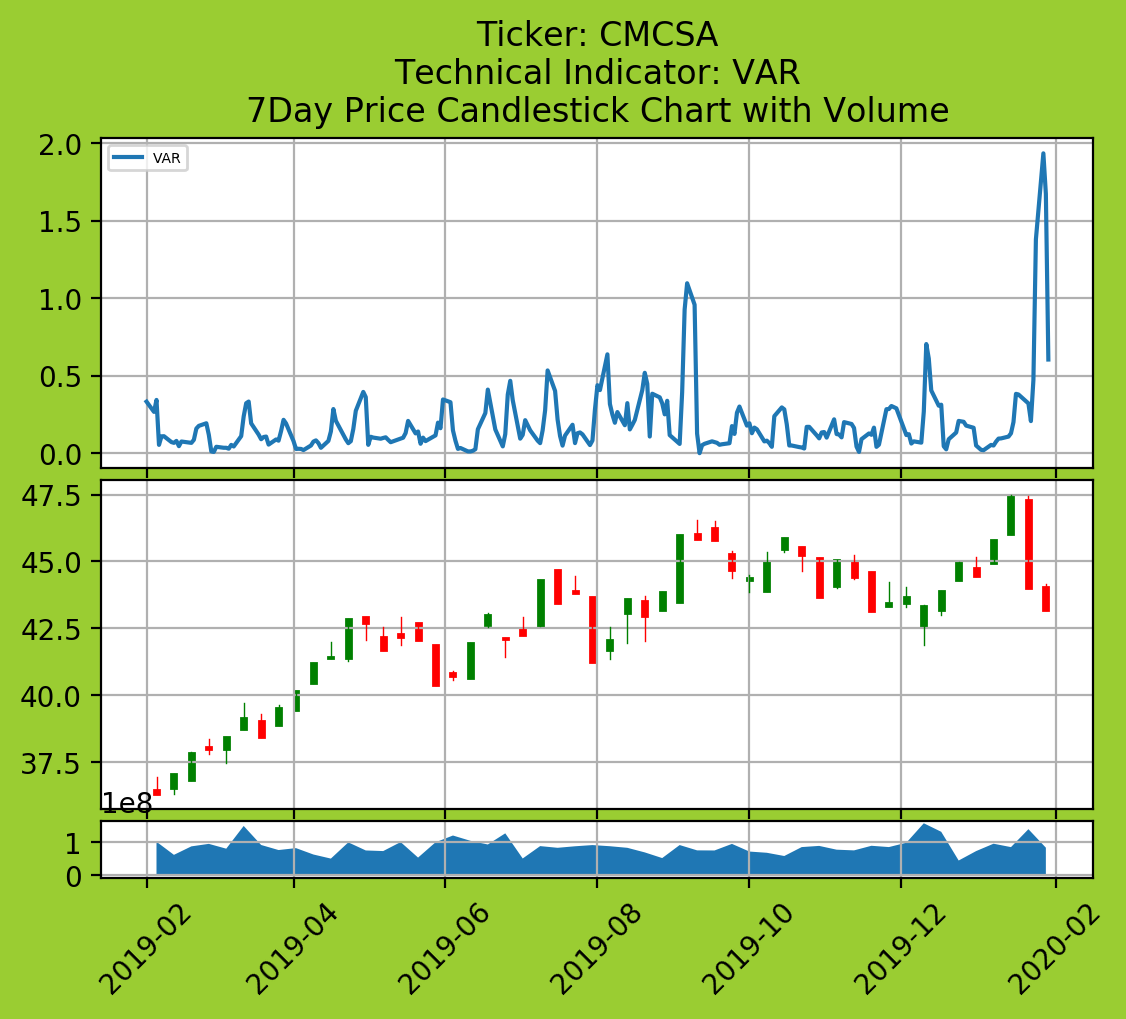 Ticker: CMCSA
Technical Indicator: VAR
7Day Price Candlestick Chart with Volume
2.0
VAR
1.5
1.0
0.5
0.0
47.5
45.0
42.5
40.0
37.5
1e8
1
0
2019-02 2019-04 2019-06 2019-08 2019-10 2019-12 2020-02